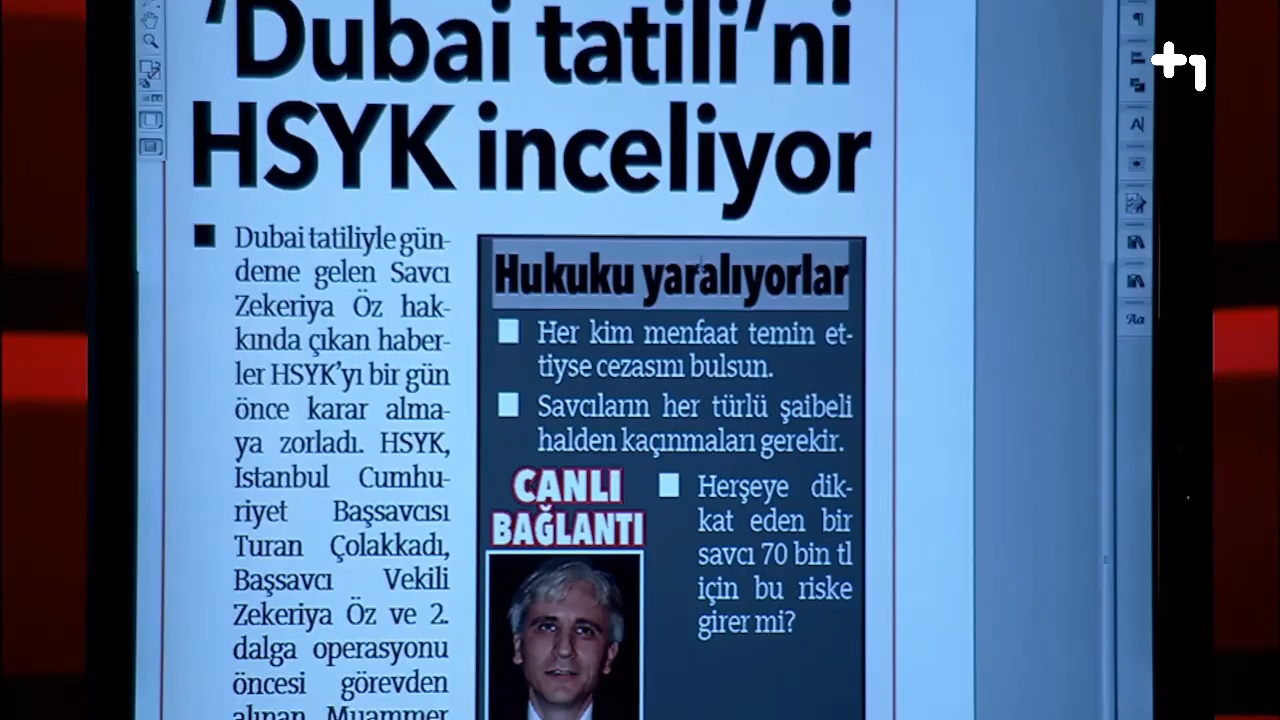 'Dubai tatili'ni
HSYK inceliyor
Dubai tatiliyle gün-
deme gelen Savcı
Zekeriya Öz hak-
kında çıkan haber-
ler HSYK'yı bir gün
önce karar alma-
ya zorladı. HSYK,
İstanbul Cumhu-
riyet Başsavcısı
Turan Çolakkadı,
Başsavcı Vekili
Zekeriya Öz ve 2.
dalga operasyonu
öncesi görevden
alınan Muammer
Hukuku yaralıyorlar
Her kim menfaat temin et-
tiyse cezasını bulsun.
Savcıların her türlü şaibeli
halden kaçınmaları gerekir.
CANLI
BAĞLANTI
Herşeye dik-
kat eden bir
savcı 70 bin tl
için bu riske
girer mi?
+1
A
Aa